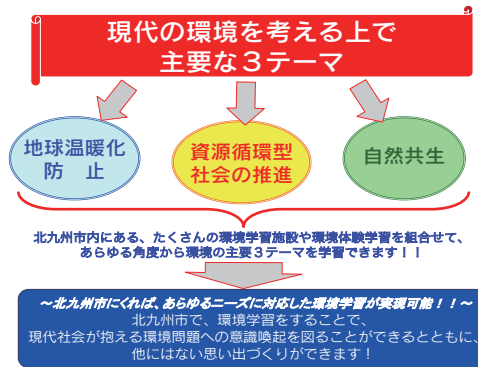 現代の環境を考える上で
主要な3テーマ
地球温暖化
防　止
資源循環型
社会の推進
自然共生
北九州市内にある、たくさんの環境学習施設や環境体験学習を組合せて、
あらゆる角度から環境の主要３テーマを学習できます！！
～北九州市にくれば、あらゆるニーズに対応した環境学習が実現可能！！～
北九州市で、環境学習をすることで、
現代社会が抱える環境問題への意識喚起を図ることができるとともに、
他にはない思い出づくりができます！